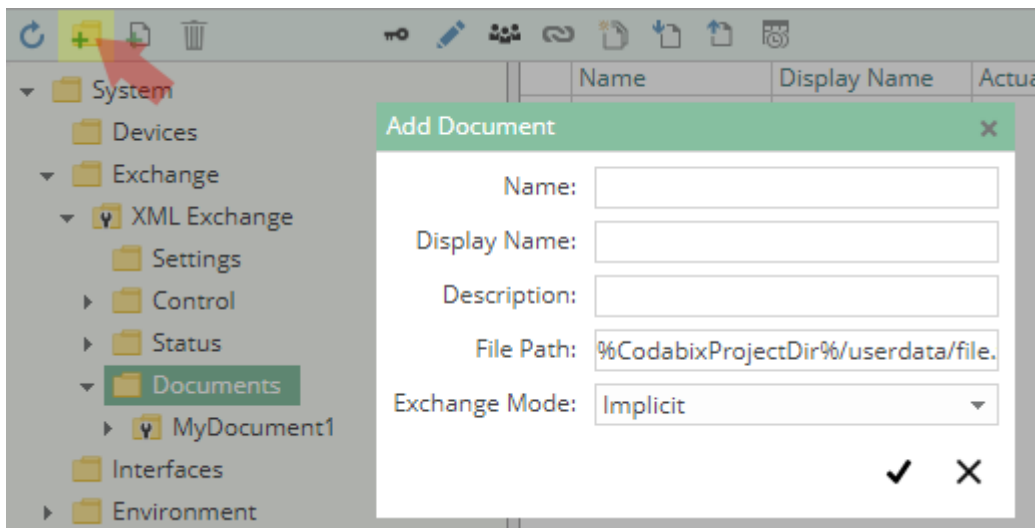 Name
Display Name
Actua
System
Devices
Exchange
XML Exchange
Settings
Control
Status
Documents
MyDocument1
Interfaces
Environment
Add Document
Name:
Display Name:
Description:
File Path: %CodabixProjectDir%/userdata/file.
Exchange Mode: Implicit